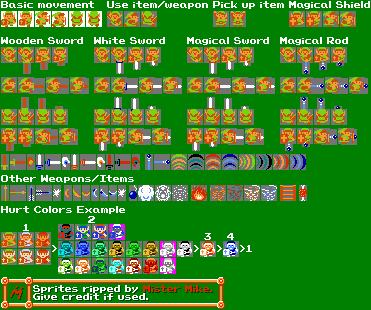 Basic movement Use item/weapon Pick up item Magical Shield
Wooden Sword White Sword Magical Sword Magical Rod
Other Weapons/Items
Hurt Colors Example
1 2
3 4
> > >1
Sprites ripped by Mister Mike.
Give credit if used.